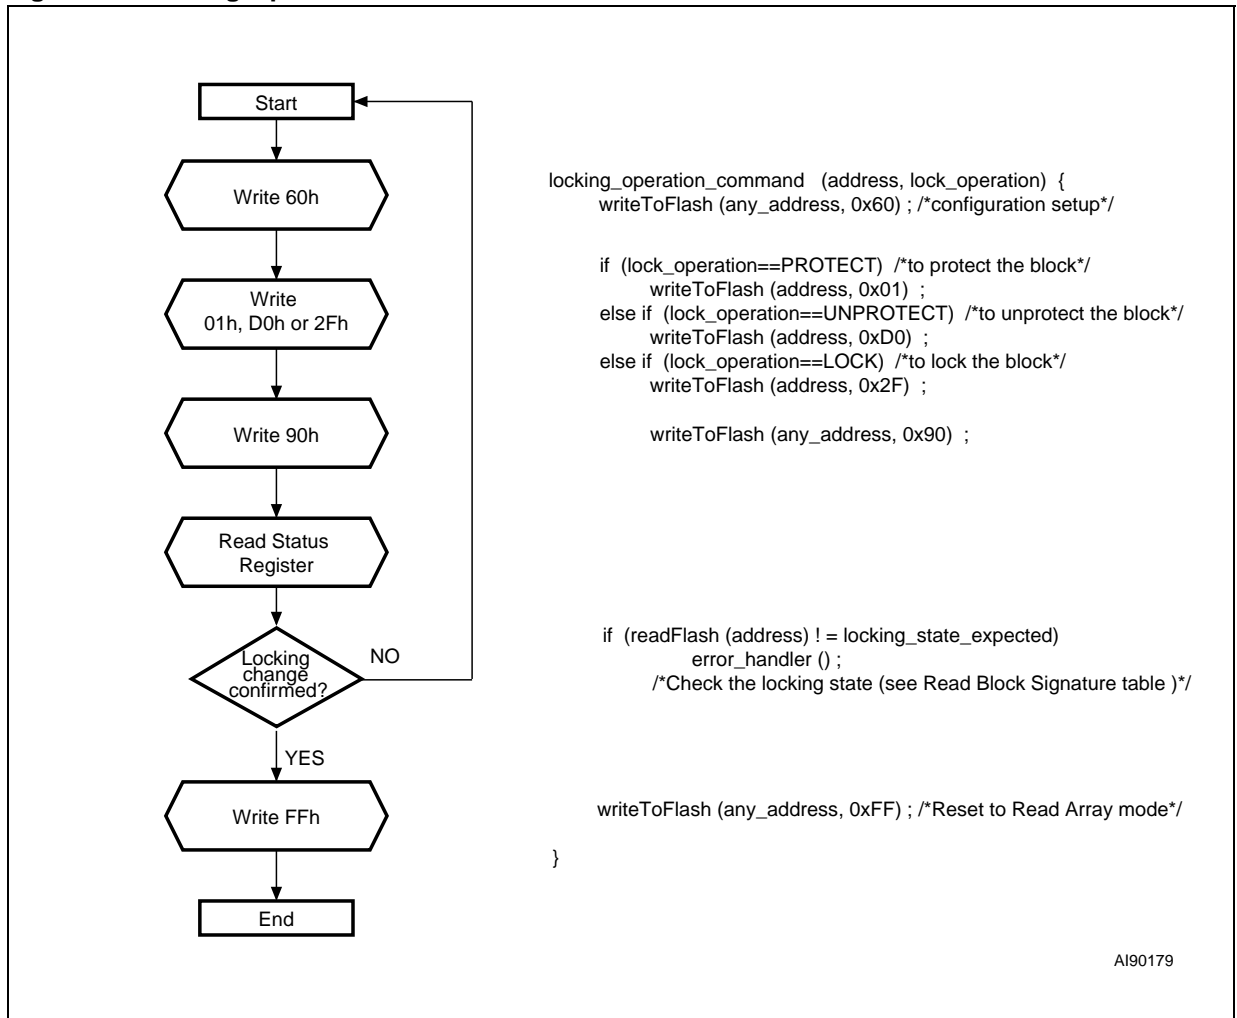 Start
Write 60h
Write
01h, D0h or 2Fh
Write 90h
Read Status
Register
Locking
change
confirmed?
NO
YES
Write FFh
End
locking_operation_command (address, lock_operation) {
writeToFlash (any_address, 0x60) ; /*configuration setup*/
if (lock_operation==PROTECT) /*to protect the block*/
writeToFlash (address, 0x01) ;
else if (lock_operation==UNPROTECT) /*to unprotect the block*/
writeToFlash (address, 0xD0) ;
else if (lock_operation==LOCK) /*to lock the block*/
writeToFlash (address, 0x2F) ;
writeToFlash (any_address, 0x90) ;
if (readFlash (address) ! = locking_state_expected)
error_handler () ;
/*Check the locking state (see Read Block Signature table )*/
writeToFlash (any_address, 0xFF) ; /*Reset to Read Array mode*/
}
AI90179